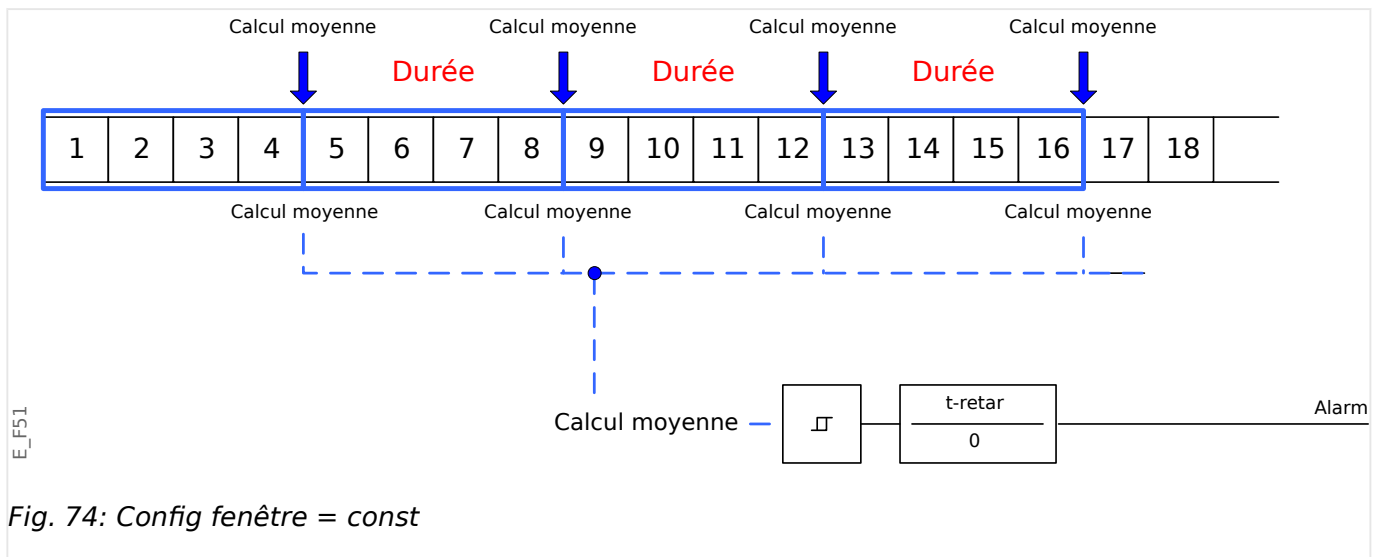 Calcul moyenne Calcul moyenne Calcul moyenne Calcul moyenne
Durée Durée Durée
1 2 3 4 5 6 7 8 9 10 11 12 13 14 15 16 17 18
Calcul moyenne Calcul moyenne Calcul moyenne Calcul moyenne
t-retar
Calcul moyenne
0
Alarm
E_F51
Fig. 74: Config fenêtre = const